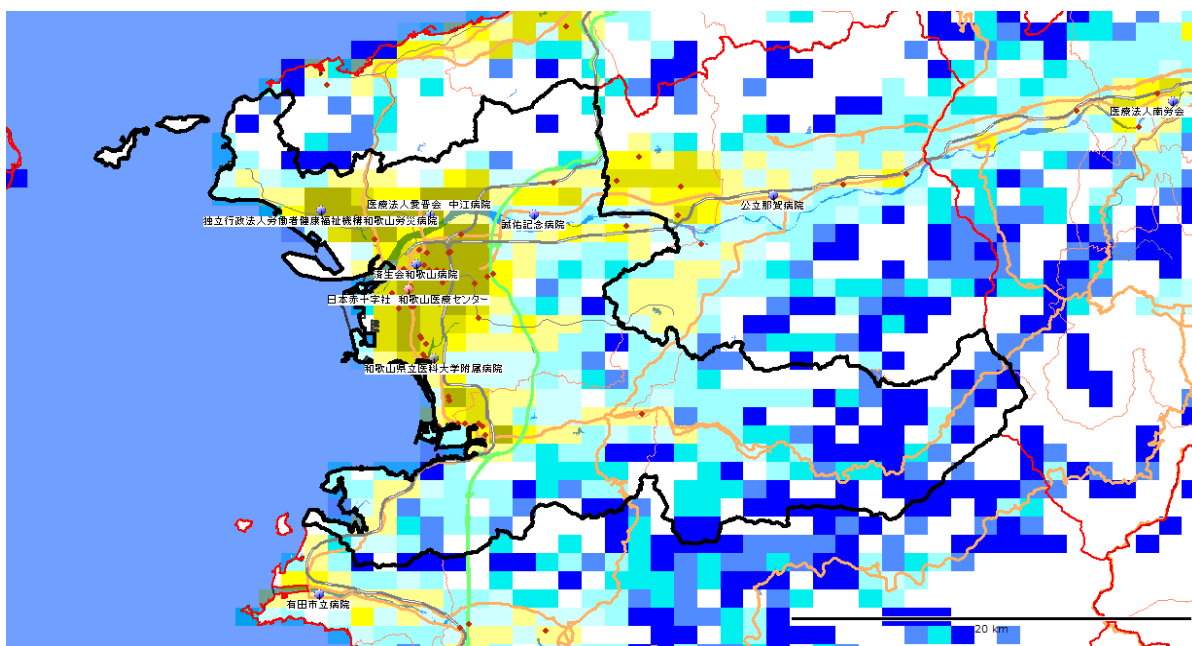 医療法人南労会
医療法人愛晋会 中江病院
公立那賀病院
独立行政法人労働者健康福祉機構和歌山労災病院
誠佑記念病院
済生会和歌山病院
日本赤十字社 和歌山医療センター
和歌山県立医科大学附属病院
有田市立病院
20 km